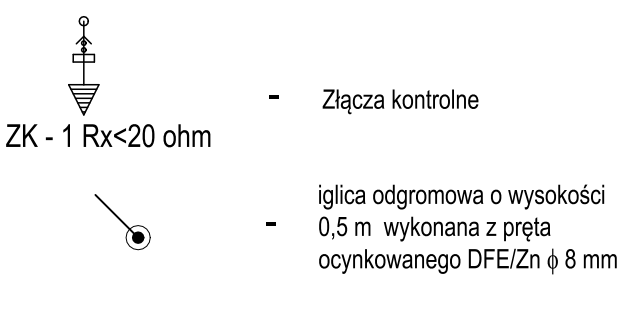 - Złącza kontrolne
ZK - 1 Rx<20 ohm
iglica odgromowa o wysokości
- 0,5 m wykonana z pręta
ocynkowanego DFE/Zn ϕ 8 mm